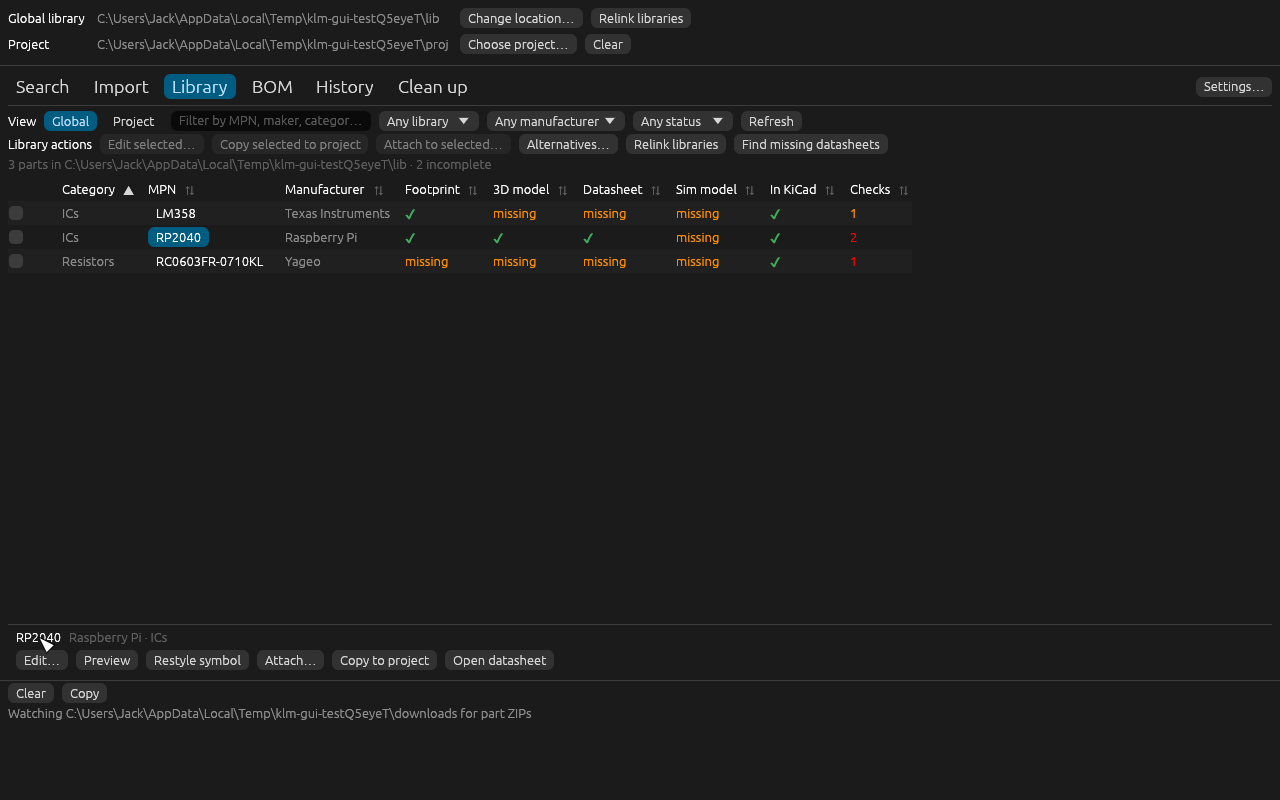 Global library C:\Users\Jack\AppData\Local\Temp\klm-gui-testQ5eyeT\lib Change location… Relink libraries
Project C:\Users\Jack\AppData\Local\Temp\klm-gui-testQ5eyeT\proj Choose project… Clear
Search Import Library BOM History Clean up Settings…
View Global Project Filter by MPN, maker, categor… Any library Any manufacturer Any status Refresh
Library actions Edit selected… Copy selected to project Attach to selected… Alternatives… Relink libraries Find missing datasheets
3 parts in C:\Users\Jack\AppData\Local\Temp\klm-gui-testQ5eyeT\lib · 2 incomplete
Category MPN Manufacturer Footprint 3D model Datasheet Sim model In KiCad Checks
ICs LM358 Texas Instruments ✓ missing missing missing ✓ 1
ICs RP2040 Raspberry Pi ✓ ✓ ✓ missing ✓ 2
Resistors RC0603FR-0710KL Yageo missing missing missing missing ✓ 1
RP2040 Raspberry Pi · ICs
Edit… Preview Restyle symbol Attach… Copy to project Open datasheet
Clear Copy
Watching C:\Users\Jack\AppData\Local\Temp\klm-gui-testQ5eyeT\downloads for part ZIPs